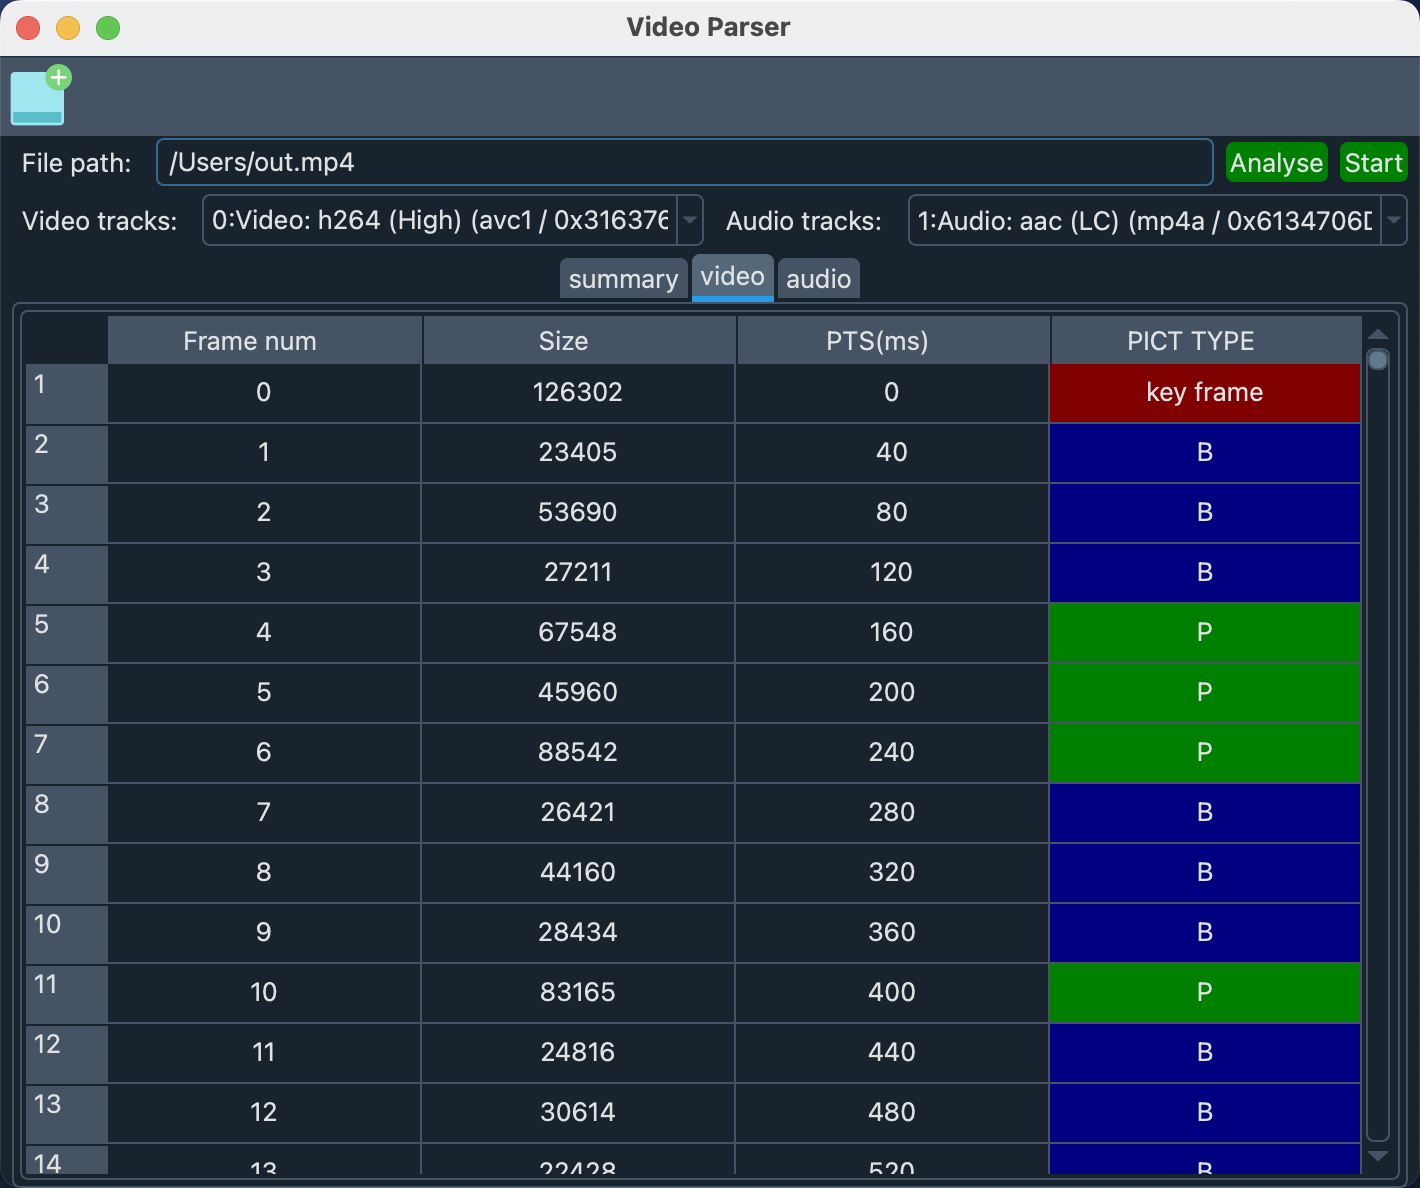 Video Parser
File path: /Users/out.mp4 Analyse Start
Video tracks: 0:Video: h264 (High) (avc1 / 0x316376 Audio tracks: 1:Audio: aac (LC) (mp4a / 0x6134706D
summary video audio
Frame num Size PTS(ms) PICT TYPE
1 0 126302 0 key frame
2 1 23405 40 B
3 2 53690 80 B
4 3 27211 120 B
5 4 67548 160 P
6 5 45960 200 P
7 6 88542 240 P
8 7 26421 280 B
9 8 44160 320 B
10 9 28434 360 B
11 10 83165 400 P
12 11 24816 440 B
13 12 30614 480 B
14 13 22428 520 B